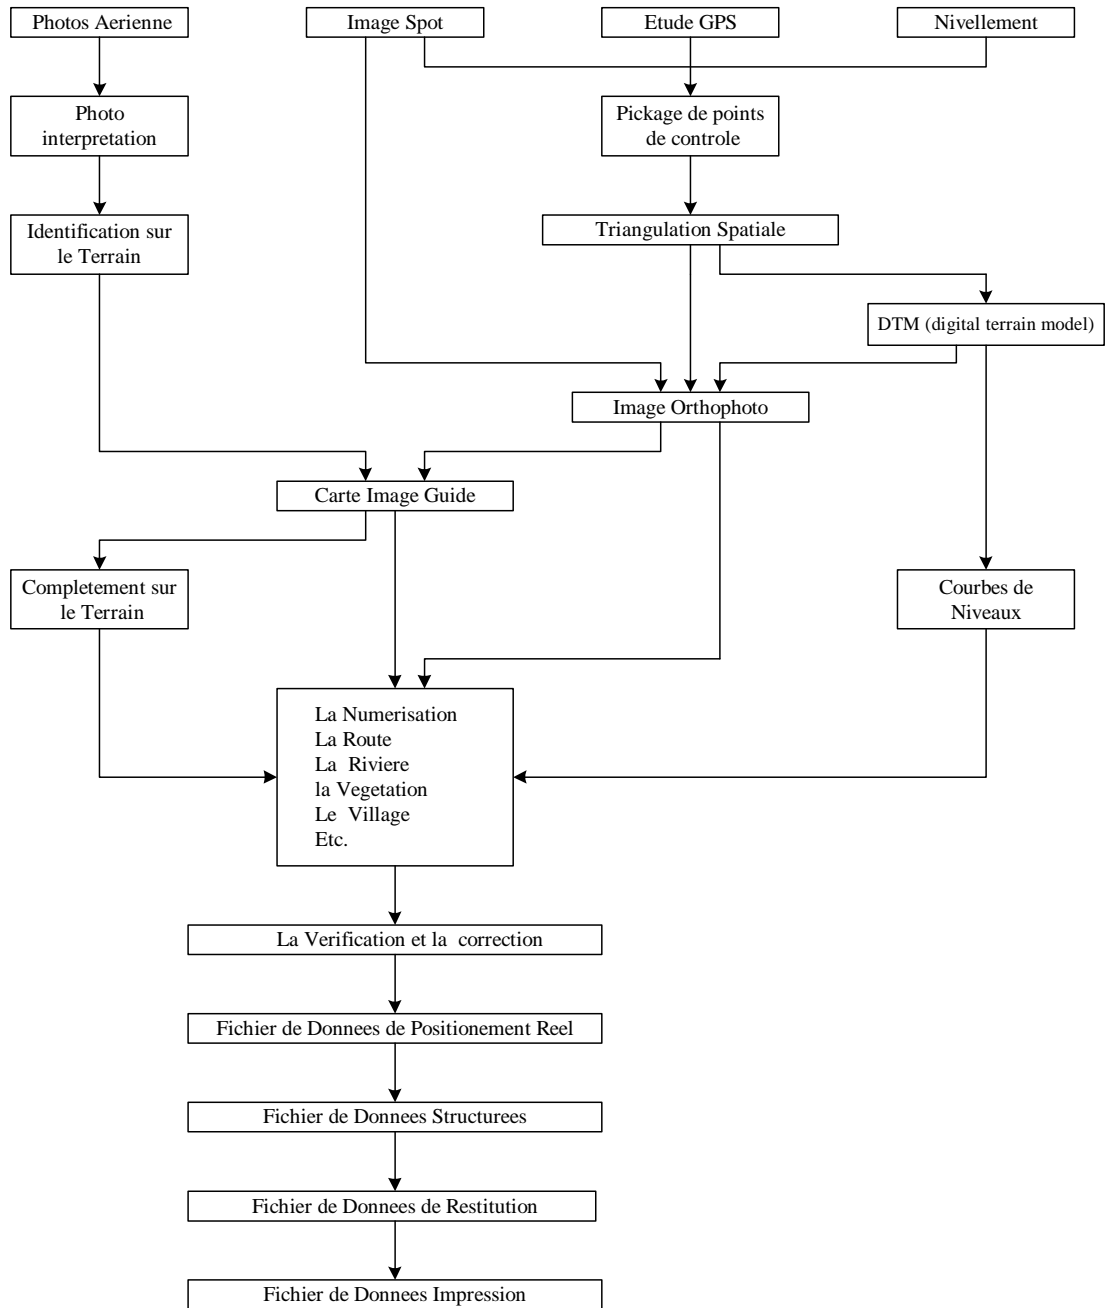 Photos Aerienne
Image Spot
Etude GPS
Nivellement
Photo
interpretation
Pickage de points
de controle
Identification sur
le Terrain
Triangulation Spatiale
DTM (digital terrain model)
Image Orthophoto
Carte Image Guide
Completement sur
le Terrain
Courbes de
Niveaux
La Numerisation
La Route
La Riviere
la Vegetation
Le Village
Etc.
La Verification et la correction
Fichier de Donnees de Positionement Reel
Fichier de Donnees Structurees
Fichier de Donnees de Restitution
Fichier de Donnees Impression